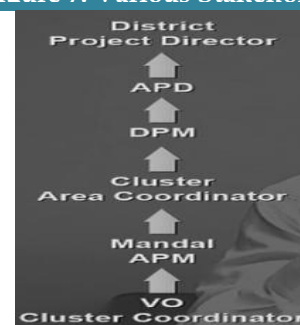 District
Project Director
APD
DPM
Cluster
Area Coordinator
Mandal
APM
VO
Cluster Coordinator